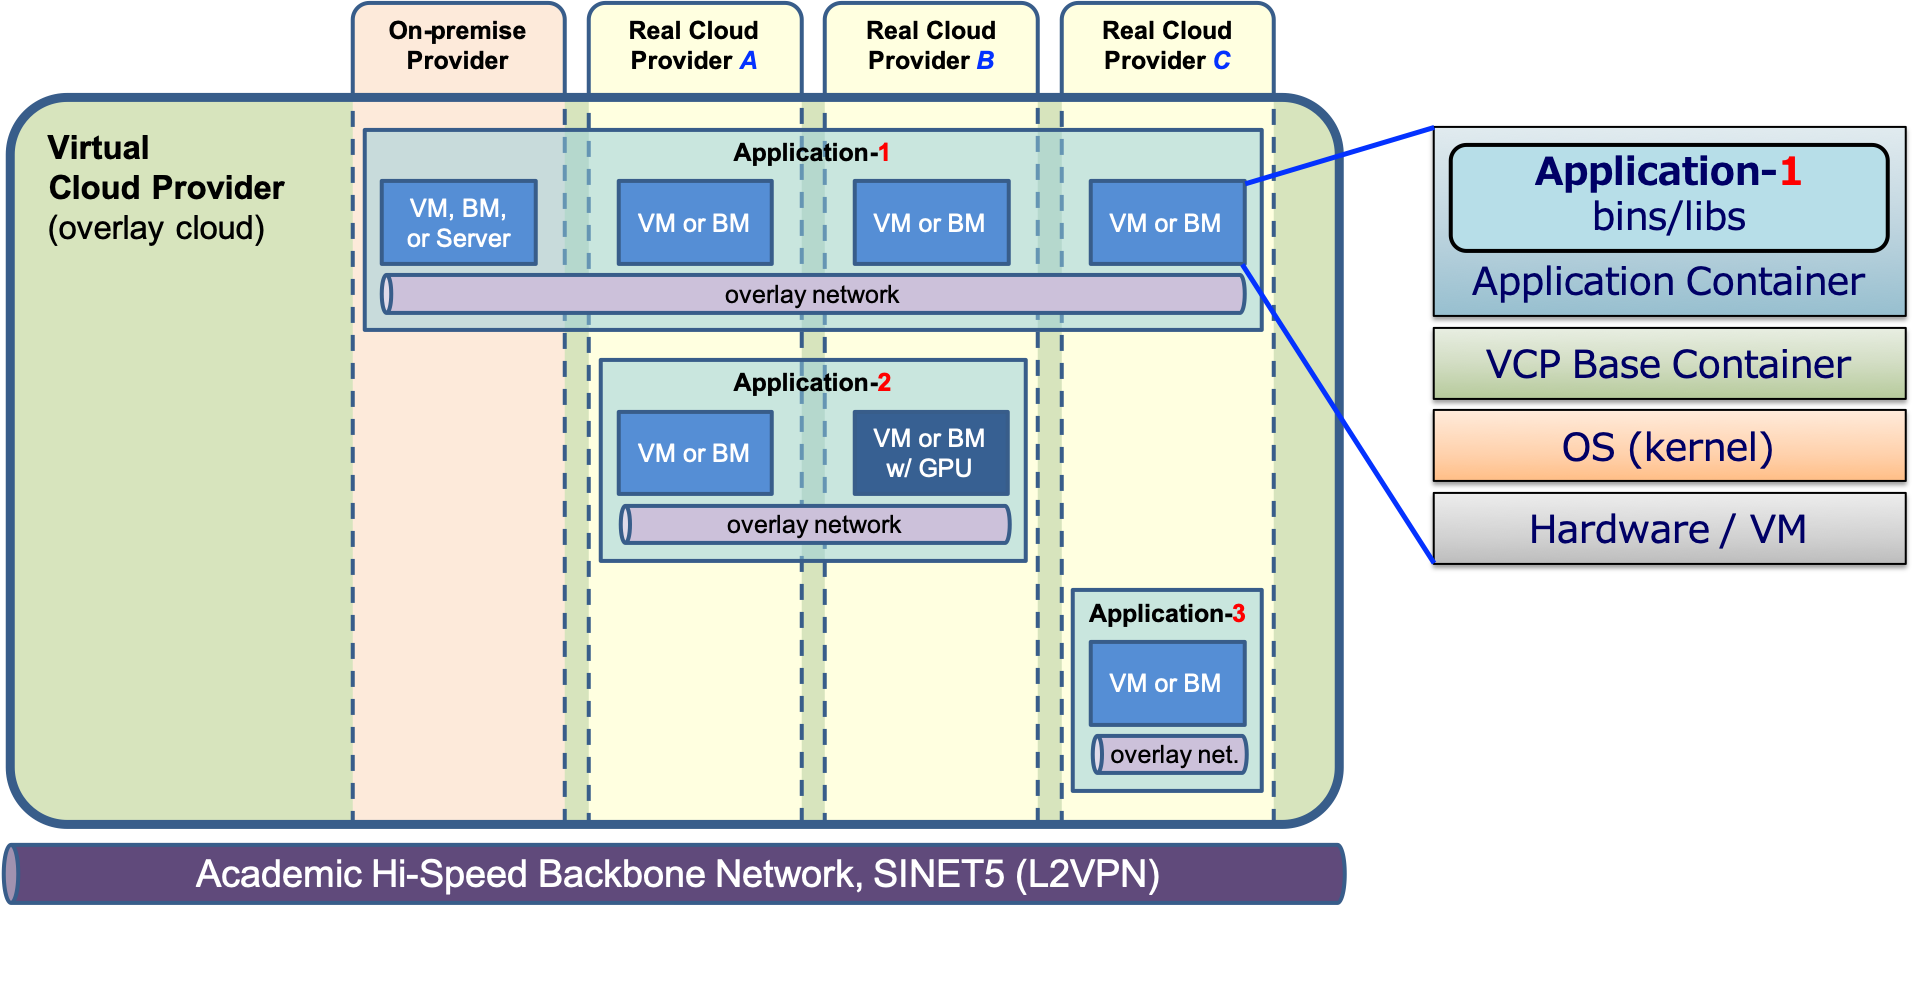 On-premise
Provider
Real Cloud
Provider A
Real Cloud
Provider B
Real Cloud
Provider C
Virtual
Cloud Provider
(overlay cloud)
Application-1
VM, BM,
or Server
VM or BM
VM or BM
VM or BM
overlay network
Application-2
VM or BM
VM or BM
w/ GPU
overlay network
Application-3
VM or BM
overlay net.
Application-1
bins/libs
Application Container
VCP Base Container
OS (kernel)
Hardware / VM
Academic Hi-Speed Backbone Network, SINET5 (L2VPN)